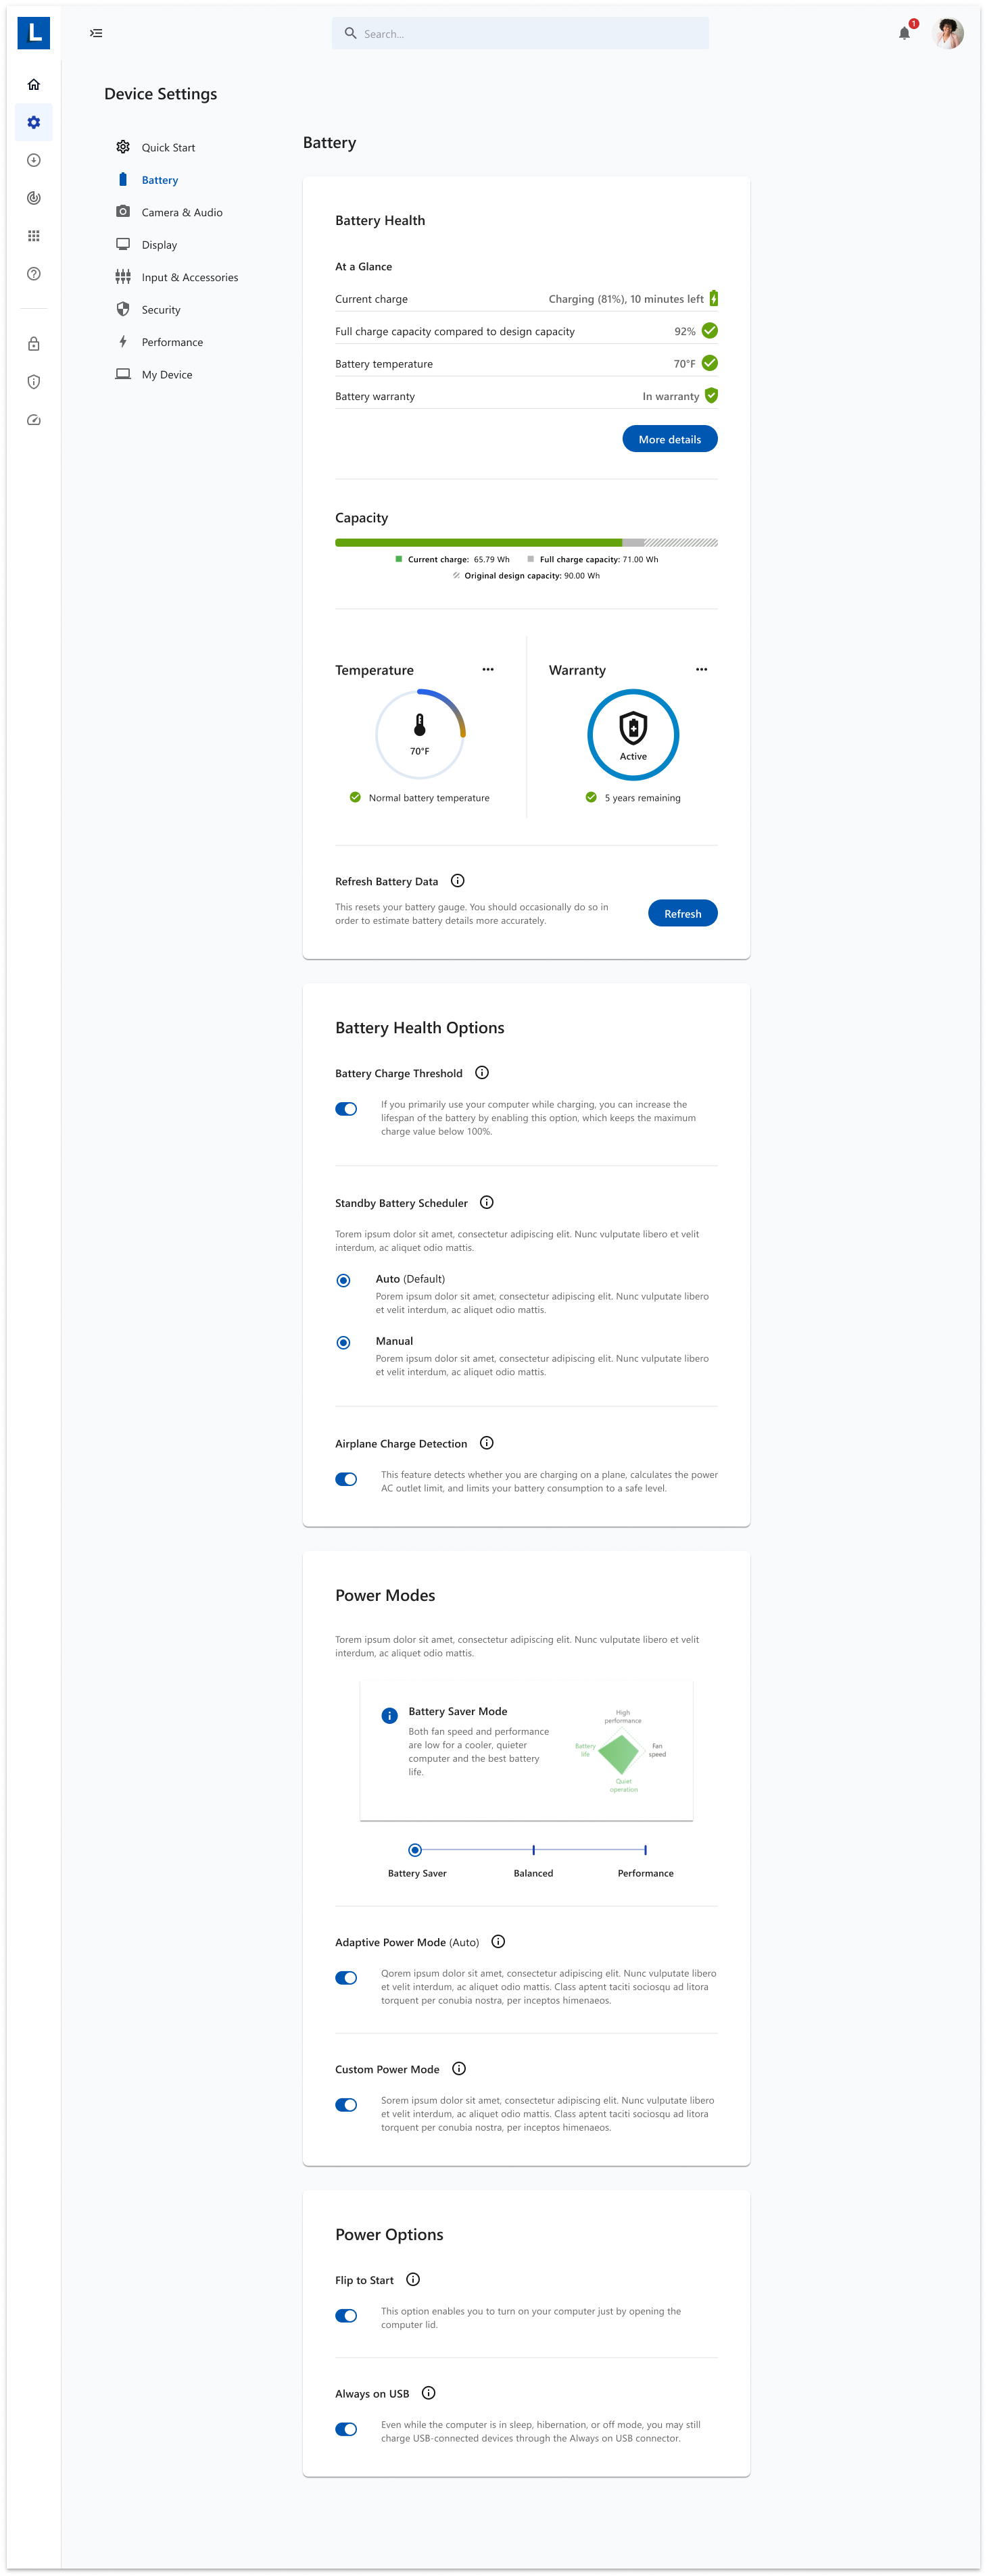 L
Search...
1
Device Settings
Quick Start
Battery
Camera & Audio
Display
Input & Accessories
Security
Performance
My Device
Battery
Battery Health
At a Glance
Current charge
Charging (81%), 10 minutes left
Full charge capacity compared to design capacity
92%
Battery temperature
70°F
Battery warranty
In warranty
More details
Capacity
Current charge: 65.79 Wh
Full charge capacity: 71.00 Wh
Original design capacity: 90.00 Wh
Temperature
70°F
Normal battery temperature
Warranty
Active
5 years remaining
Refresh Battery Data
This resets your battery gauge. You should occasionally do so in
order to estimate battery details more accurately.
Refresh
Battery Health Options
Battery Charge Threshold
If you primarily use your computer while charging, you can increase the
lifespan of the battery by enabling this option, which keeps the maximum
charge value below 100%.
Standby Battery Scheduler
Torem ipsum dolor sit amet, consectetur adipiscing elit. Nunc vulputate libero et velit
interdum, ac aliquet odio mattis.
Auto (Default)
Porem ipsum dolor sit amet, consectetur adipiscing elit. Nunc vulputate libero
et velit interdum, ac aliquet odio mattis.
Manual
Porem ipsum dolor sit amet, consectetur adipiscing elit. Nunc vulputate libero
et velit interdum, ac aliquet odio mattis.
Airplane Charge Detection
This feature detects whether you are charging on a plane, calculates the power
AC outlet limit, and limits your battery consumption to a safe level.
Power Modes
Torem ipsum dolor sit amet, consectetur adipiscing elit. Nunc vulputate libero et velit
interdum, ac aliquet odio mattis.
Battery Saver Mode
Both fan speed and performance
are low for a cooler, quieter
computer and the best battery
life.
High
performance
Battery
life
Fan
speed
Quiet
operation
Battery Saver
Balanced
Performance
Adaptive Power Mode (Auto)
Qorem ipsum dolor sit amet, consectetur adipiscing elit. Nunc vulputate libero
et velit interdum, ac aliquet odio mattis. Class aptent taciti sociosqu ad litora
torquent per conubia nostra, per inceptos himenaeos.
Custom Power Mode
Sorem ipsum dolor sit amet, consectetur adipiscing elit. Nunc vulputate libero
et velit interdum, ac aliquet odio mattis. Class aptent taciti sociosqu ad litora
torquent per conubia nostra, per inceptos himenaeos.
Power Options
Flip to Start
This option enables you to turn on your computer just by opening the
computer lid.
Always on USB
Even while the computer is in sleep, hibernation, or off mode, you may still
charge USB-connected devices through the Always on USB connector.